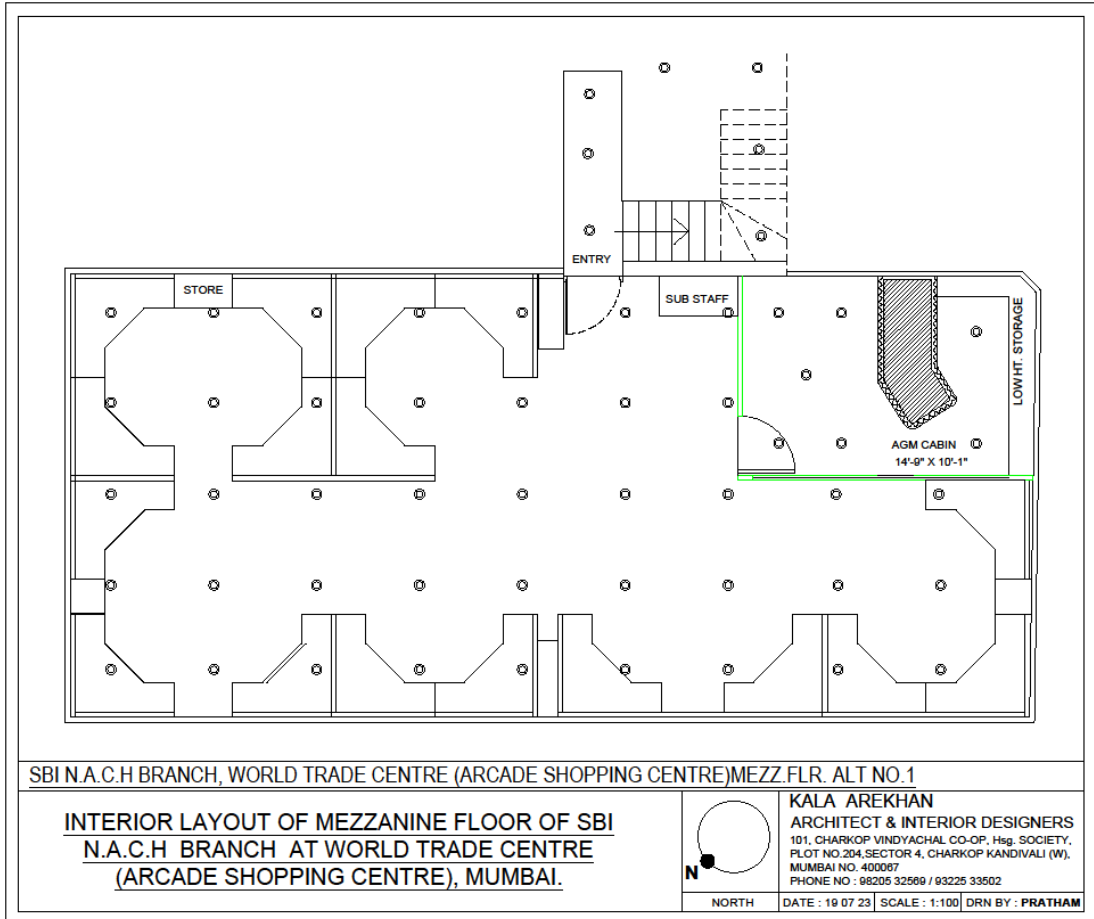 ENTRY
STORE
SUB STAFF
LOW HT. STORAGE
AGM CABIN
14'-9" X 10'-1"
SBI N.A.C.H BRANCH, WORLD TRADE CENTRE (ARCADE SHOPPING CENTRE)MEZZ.FLR. ALT NO.1
INTERIOR LAYOUT OF MEZZANINE FLOOR OF SBI
N.A.C.H BRANCH AT WORLD TRADE CENTRE
(ARCADE SHOPPING CENTRE), MUMBAI.
N
NORTH
KALA AREKHAN
ARCHITECT & INTERIOR DESIGNERS
101, CHARKOP VINDYACHAL CO-OP, Hsg. SOCIETY,
PLOT NO.204,SECTOR 4, CHARKOP KANDIVALI (W),
MUMBAI NO. 400067
PHONE NO : 98205 32569 / 93225 33502
DATE : 19 07 23 SCALE : 1:100 DRN BY : PRATHAM